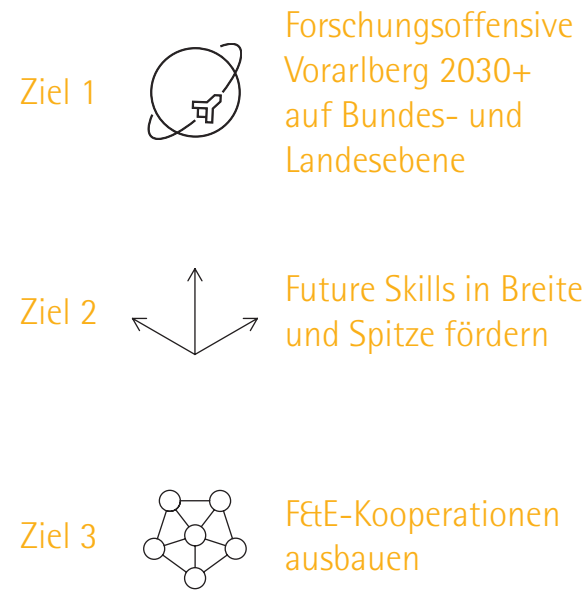 Ziel 1
Forschungsoffensive
Vorarlberg 2030+
auf Bundes- und
Landesebene
Ziel 2
Future Skills in Breite
und Spitze fördern
Ziel 3
F&E-Kooperationen
ausbauen